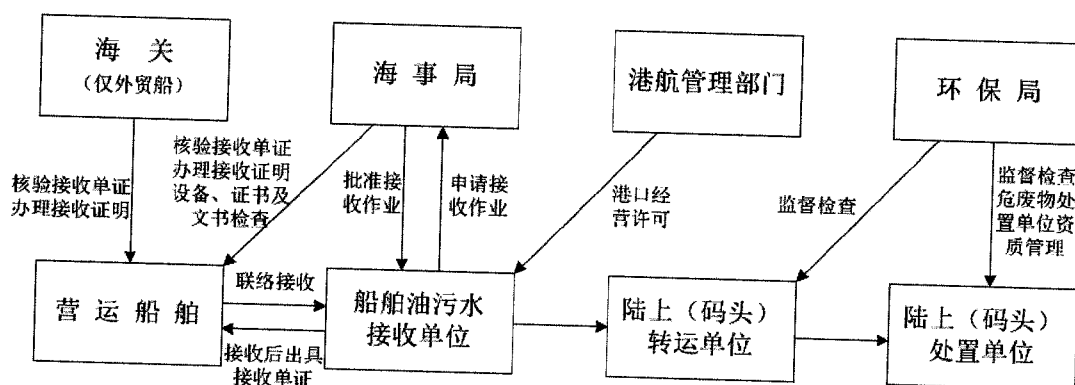 海 关
（仅外贸船）
海 事 局
港航管理部门
环 保 局
核验接收单证
办理接收证明
核验接收单证
办理接收证明
设备、证书及
文书检查
批准接
收作业
申请接
收作业
港口经
营许可
监督检查
监督检查
危废物处
置单位资
质管理
营 运 船 舶
联络接收
接收后出具
接收单证
船舶油污水
接收单位
陆上（码头）
转运单位
陆上（码头）
处置单位